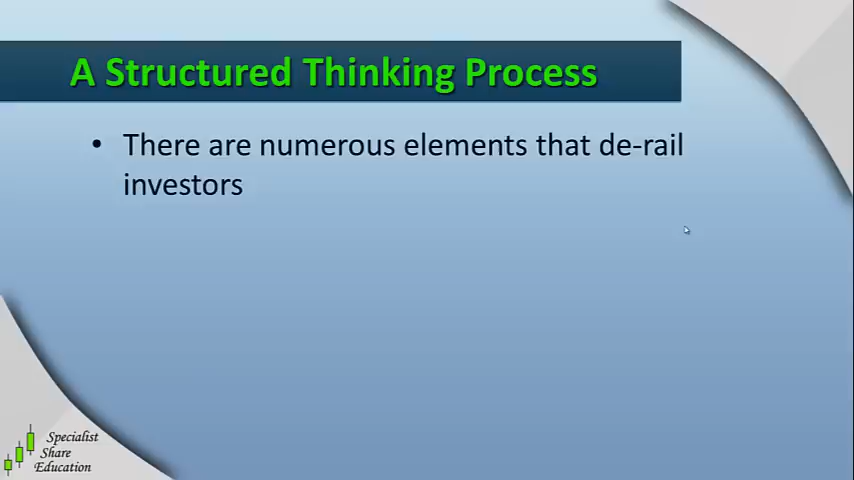 A Structured Thinking Process
• There are numerous elements that de-rail
investors
Specialist
Share
Education